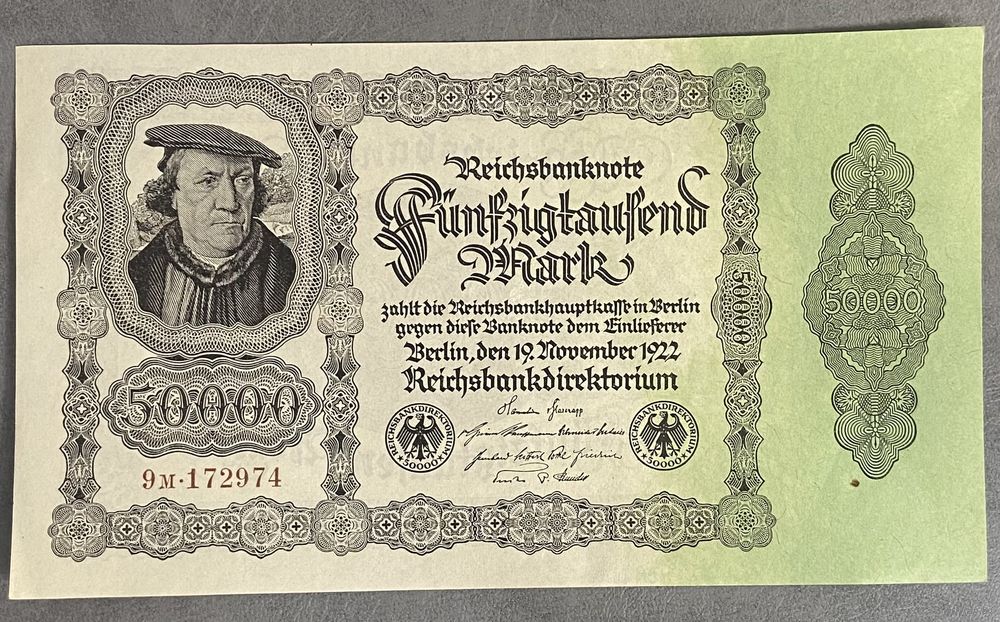 Reichsbanknote
Fünfzigtausend
Mark
zahlt die Reichsbankhauptkasse in Berlin
gegen diese Banknote dem Einlieferer
Berlin, den 19. November 1922
Reichsbankdirektorium
50000
50000
50000
REICHSBANKDIREKTORIUM
50000
REICHSBANKDIREKTORIUM
50000
9M·172974